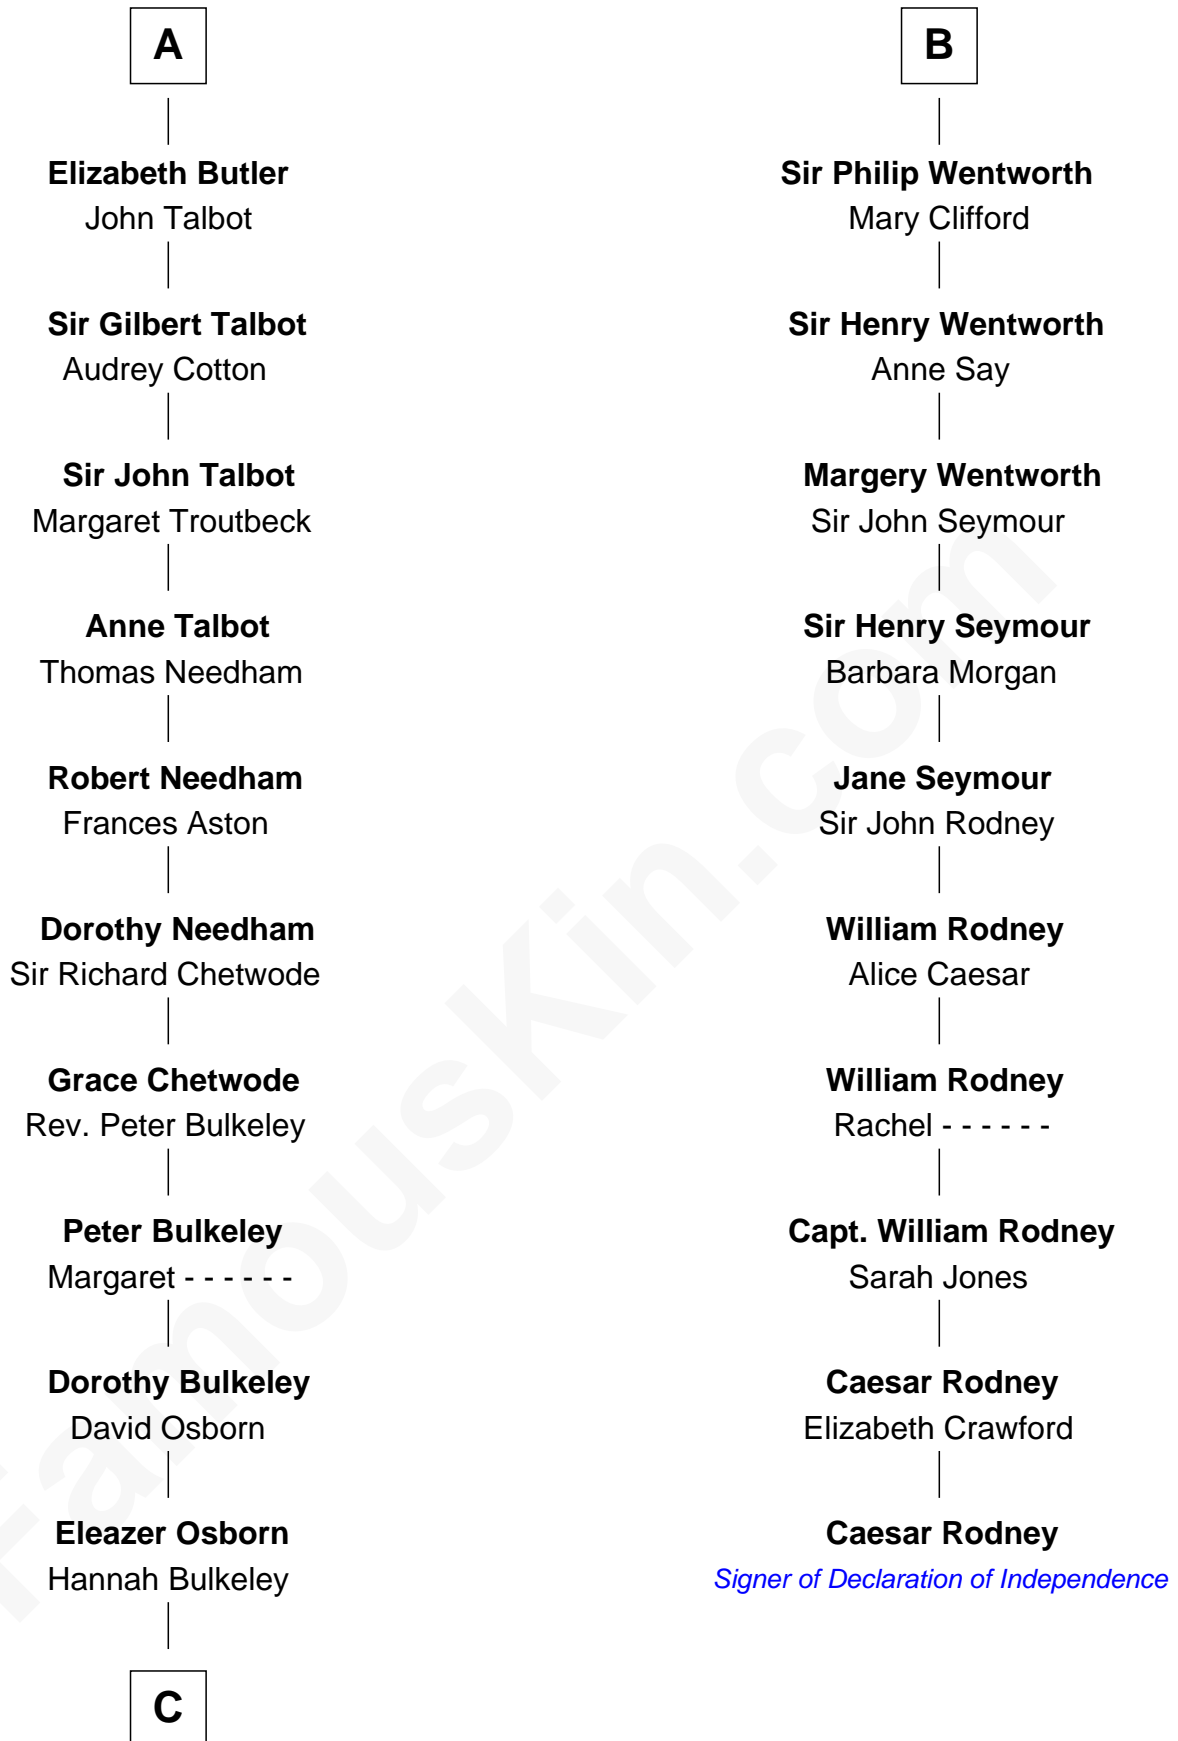 A
Elizabeth Butler
John Talbot
Sir Gilbert Talbot
Audrey Cotton
Sir John Talbot
Margaret Troutbeck
Anne Talbot
Thomas Needham
Robert Needham
Frances Aston
Dorothy Needham
Sir Richard Chetwode
Grace Chetwode
Rev. Peter Bulkeley
Peter Bulkeley
Margaret - - - - - -
Dorothy Bulkeley
David Osborn
Eleazer Osborn
Hannah Bulkeley
C
B
Sir Philip Wentworth
Mary Clifford
Sir Henry Wentworth
Anne Say
Margery Wentworth
Sir John Seymour
Sir Henry Seymour
Barbara Morgan
Jane Seymour
Sir John Rodney
William Rodney
Alice Caesar
William Rodney
Rachel - - - - - -
Capt. William Rodney
Sarah Jones
Caesar Rodney
Elizabeth Crawford
Caesar Rodney
Signer of Declaration of Independence
FamousKin.com